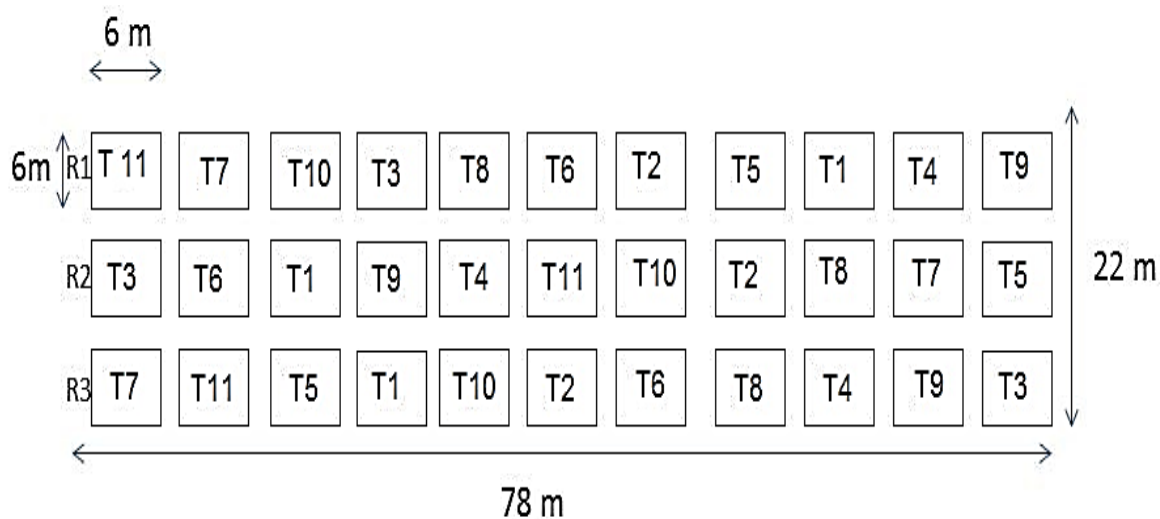 6 m
6m R1 T 11 T7 T10 T3 T8 T6 T2 T5 T1 T4 T9
R2 T3 T6 T1 T9 T4 T11 T10 T2 T8 T7 T5
22 m
R3 T7 T11 T5 T1 T10 T2 T6 T8 T4 T9 T3
78 m